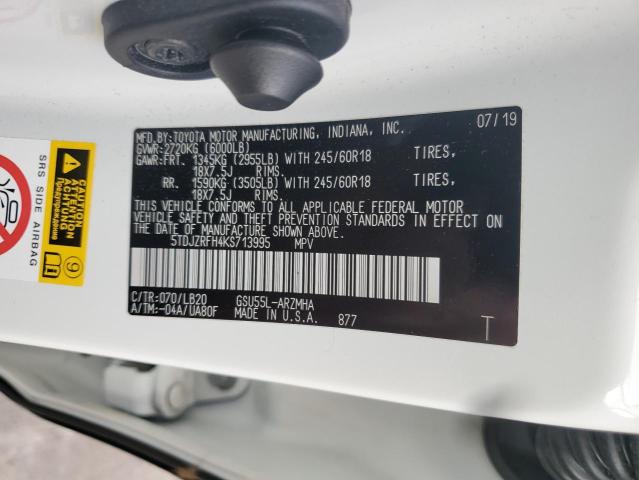 MFD.BY:TOYOTA MOTOR MANUFACTURING, INDIANA, INC. 07/19
GVWR:2720KG (6000LB)
GAWR:FRT. 1345KG (2955LB) WITH 245/60R18 TIRES,
18X7.5J RIMS.
RR. 1590KG (3505LB) WITH 245/60R18 TIRES,
18X7.5J RIMS.
THIS VEHICLE CONFORMS TO ALL APPLICABLE FEDERAL MOTOR
VEHICLE SAFETY AND THEFT PREVENTION STANDARDS IN EFFECT ON
THE DATE OF MANUFACTURE SHOWN ABOVE.
5TDJZRFH4KS713995 MPV
C/TR:070/LB20 GSU55L-ARZMHA
A/TM:-04A/UA80F MADE IN U.S.A. 877 T
SRS SIDE AIRBAG
ACHTUNG
Предупреждение
9